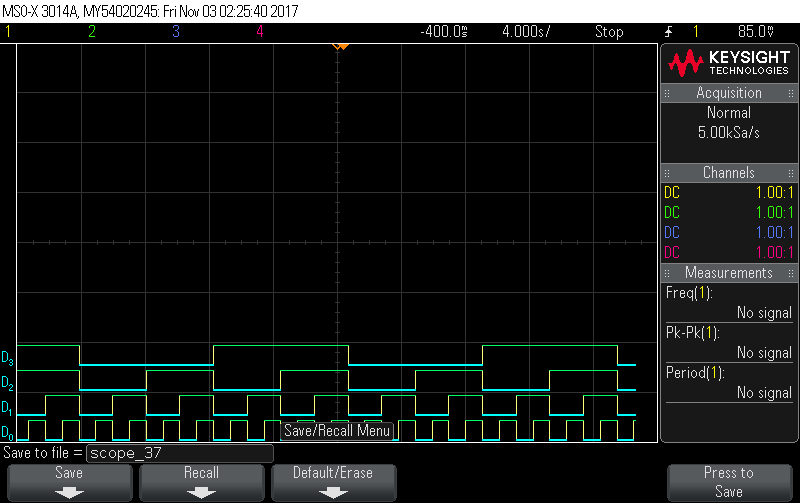 MSO-X 3014A, MY54020245: Fri Nov 03 02:25:40 2017
1 2 3 4 -400.0ms 4.000s/ Stop 1 85.0V
KEYSIGHT
TECHNOLOGIES
Acquisition
Normal
5.00kSa/s
Channels
DC 1.00:1
DC 1.00:1
DC 1.00:1
DC 1.00:1
Measurements
Freq(1):
No signal
Pk-Pk(1):
No signal
Period(1):
No signal
D3
D2
D1
D0
Save/Recall Menu
Save to file = scope_37
Save Recall Default/Erase Press to
Save